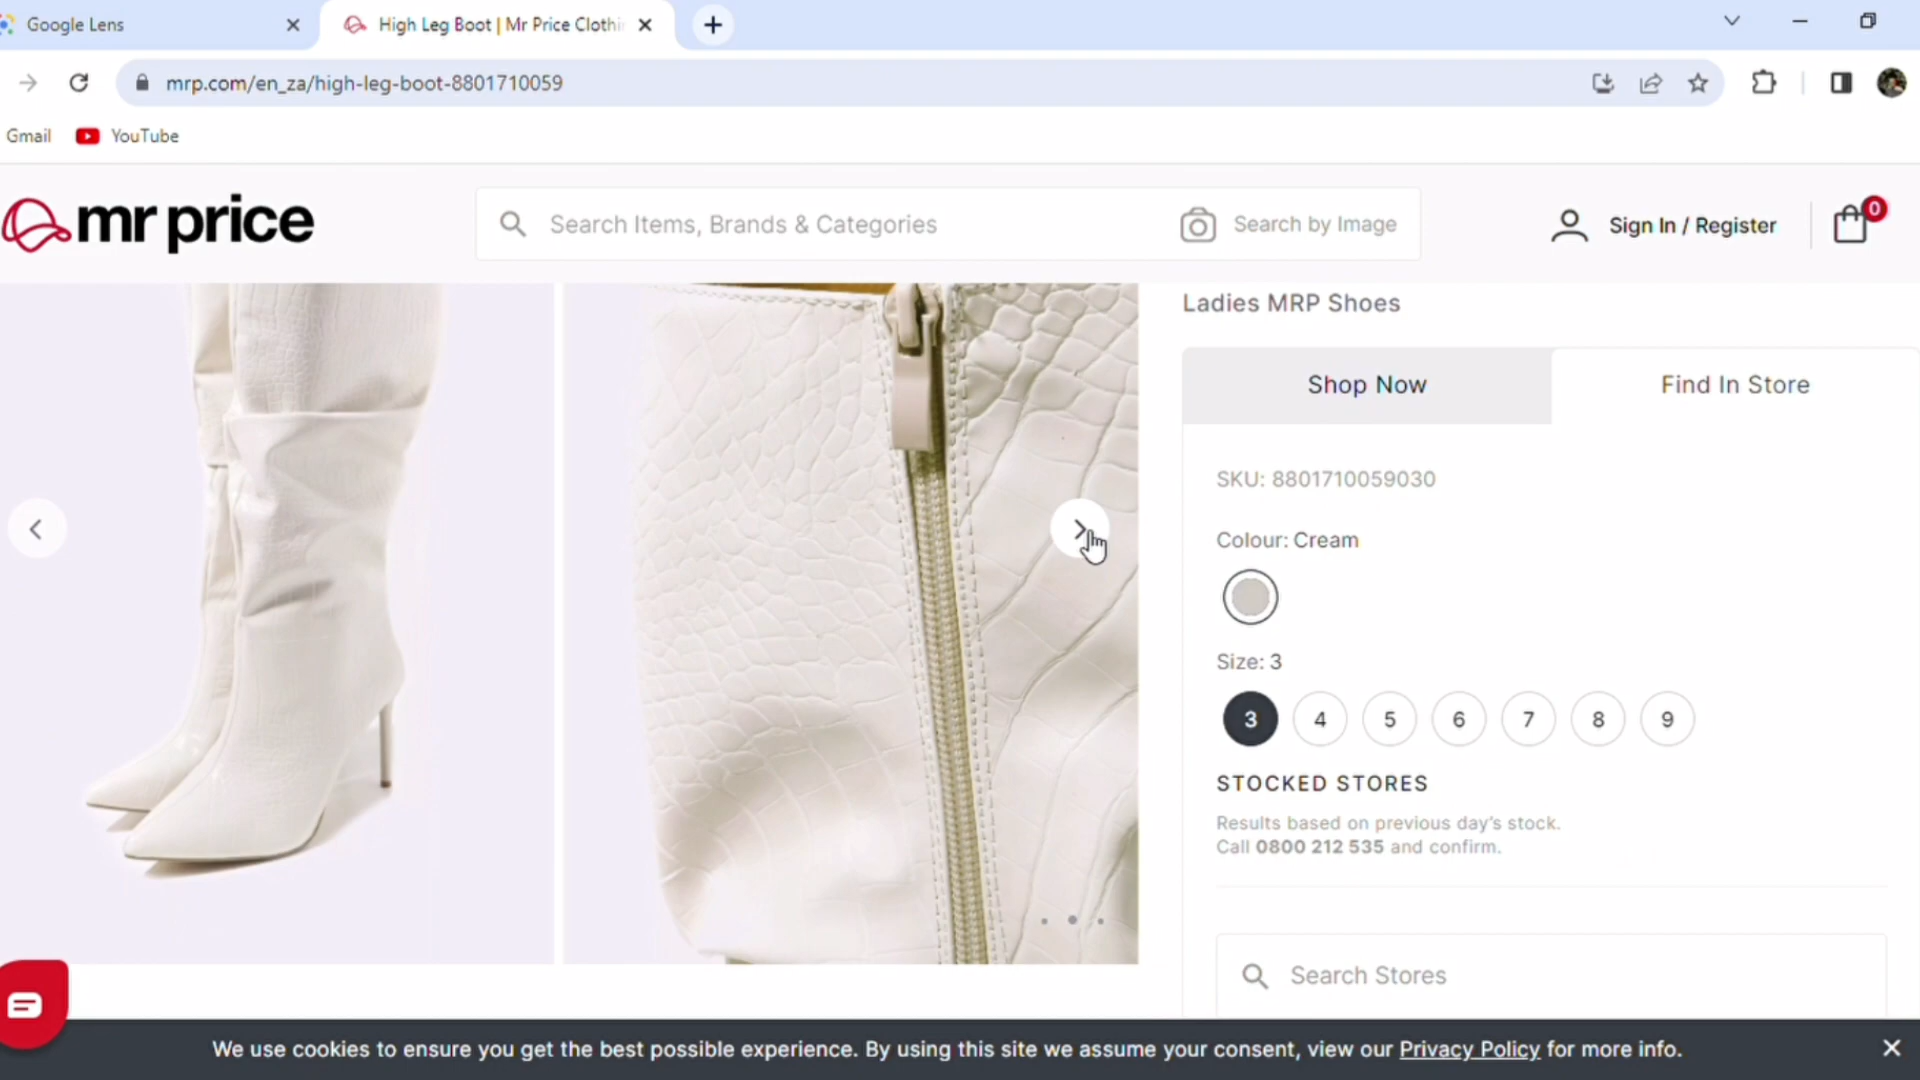 Google Lens
High Leg Boot | Mr Price Clothi
mrp.com/en_za/high-leg-boot-8801710059
Gmail
YouTube
mr price
Search Items, Brands & Categories
Search by Image
Sign In / Register
0
Ladies MRP Shoes
Shop Now
Find In Store
SKU: 8801710059030
Colour: Cream
Size: 3
3 4 5 6 7 8 9
STOCKED STORES
Results based on previous day's stock.
Call 0800 212 535 and confirm.
Search Stores
We use cookies to ensure you get the best possible experience. By using this site we assume your consent, view our Privacy Policy for more info.